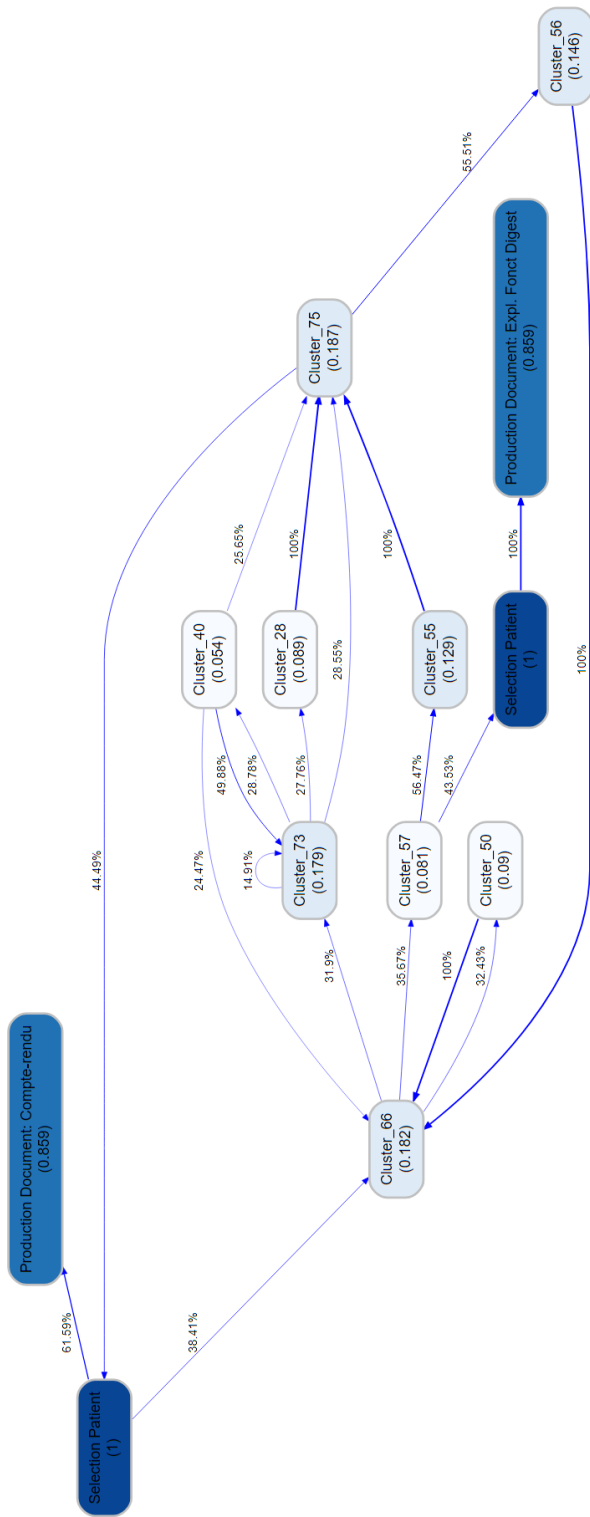 Selection Patient
(1)
61.59%
38.41%
Production Document: Compte-rendu
(0.859)
44.49%
Cluster_66
(0.182)
24.47%
31.9%
35.67%
100%
32.43%
Cluster_73
(0.179)
14.91%
49.88%
28.78%
27.76%
28.55%
Cluster_57
(0.081)
56.47%
43.53%
Cluster_50
(0.09)
Cluster_40
(0.054)
25.65%
Cluster_28
(0.089)
100%
Cluster_55
(0.129)
100%
Selection Patient
(1)
100%
Production Document: Expl. Fonct Digest
(0.859)
Cluster_75
(0.187)
55.51%
Cluster_56
(0.146)
100%